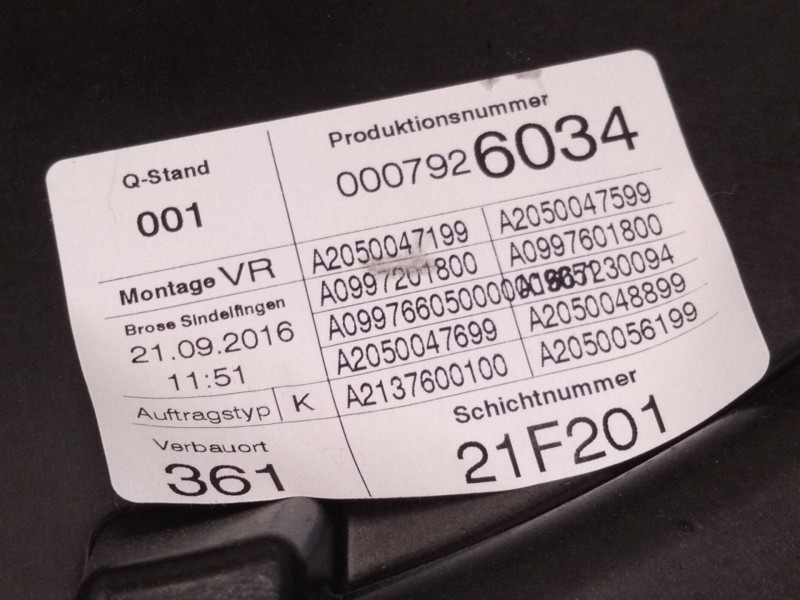 Q-Stand
001
Produktionsnummer
0007926034
Montage VR
Brose Sindelfingen
21.09.2016
11:51
Auftragstyp K
Verbauort
361
A2050047199 A2050047599
A0997201800 A0997601800
A2050047699 A2050048899
A2137600100 A2050056199
Schichtnummer
21F201